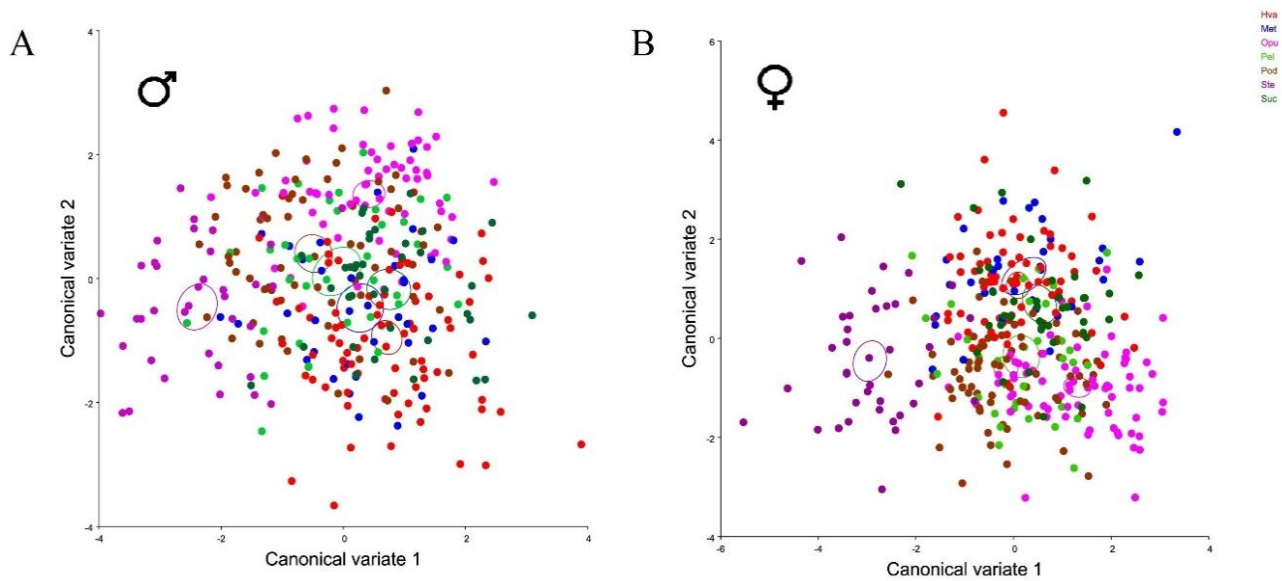 A
♂
4
2
0
-2
-4
Canonical variate 2
-4 -2 0 2 4
Canonical variate 1
B
♀
6
4
2
0
-2
-4
Canonical variate 2
-6 -4 -2 0 2 4
Canonical variate 1
Hva
Met
Opu
Pel
Pod
Ste
Suc